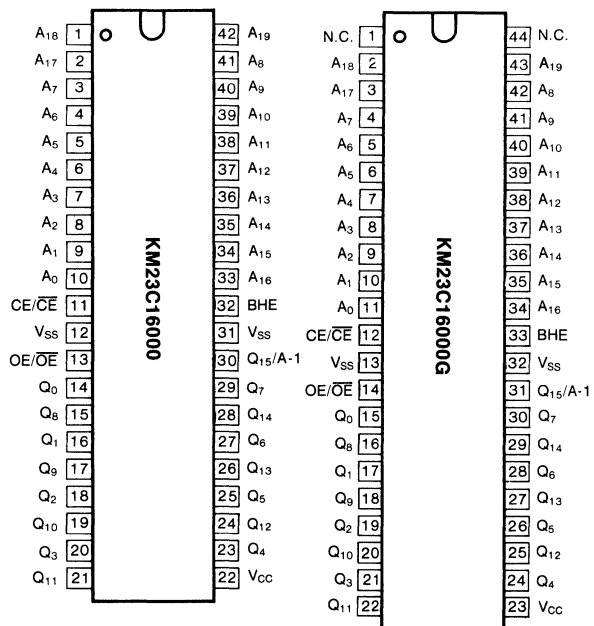 A18 1 42 A19
A17 2 41 A8
A7 3 40 A9
A6 4 39 A10
A5 5 38 A11
A4 6 37 A12
A3 7 36 A13
A2 8 35 A14
A1 9 34 A15
A0 10 33 A16
CE/C̅E̅ 11 32 BHE
VSS 12 31 VSS
OE/O̅E̅ 13 30 Q15/A-1
Q0 14 29 Q7
Q8 15 28 Q14
Q1 16 27 Q6
Q9 17 26 Q13
Q2 18 25 Q5
Q10 19 24 Q12
Q3 20 23 Q4
Q11 21 22 VCC
KM23C16000
N.C. 1 44 N.C.
A18 2 43 A19
A17 3 42 A8
A7 4 41 A9
A6 5 40 A10
A5 6 39 A11
A4 7 38 A12
A3 8 37 A13
A2 9 36 A14
A1 10 35 A15
A0 11 34 A16
CE/C̅E̅ 12 33 BHE
VSS 13 32 VSS
OE/O̅E̅ 14 31 Q15/A-1
Q0 15 30 Q7
Q8 16 29 Q14
Q1 17 28 Q6
Q9 18 27 Q13
Q2 19 26 Q5
Q10 20 25 Q12
Q3 21 24 Q4
Q11 22 23 VCC
KM23C16000G